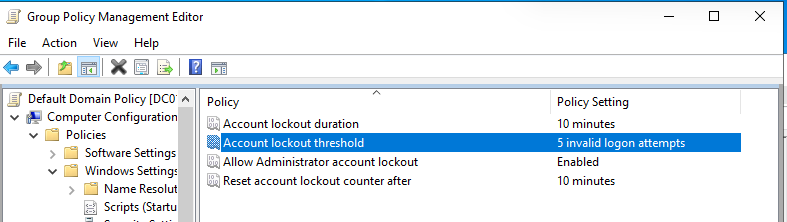 Group Policy Management Editor
File Action View Help
Default Domain Policy [DC0
Computer Configuration
Policies
Software Settings
Windows Settings
Name Resolut
Scripts (Startu
Policy Policy Setting
Account lockout duration 10 minutes
Account lockout threshold 5 invalid logon attempts
Allow Administrator account lockout Enabled
Reset account lockout counter after 10 minutes